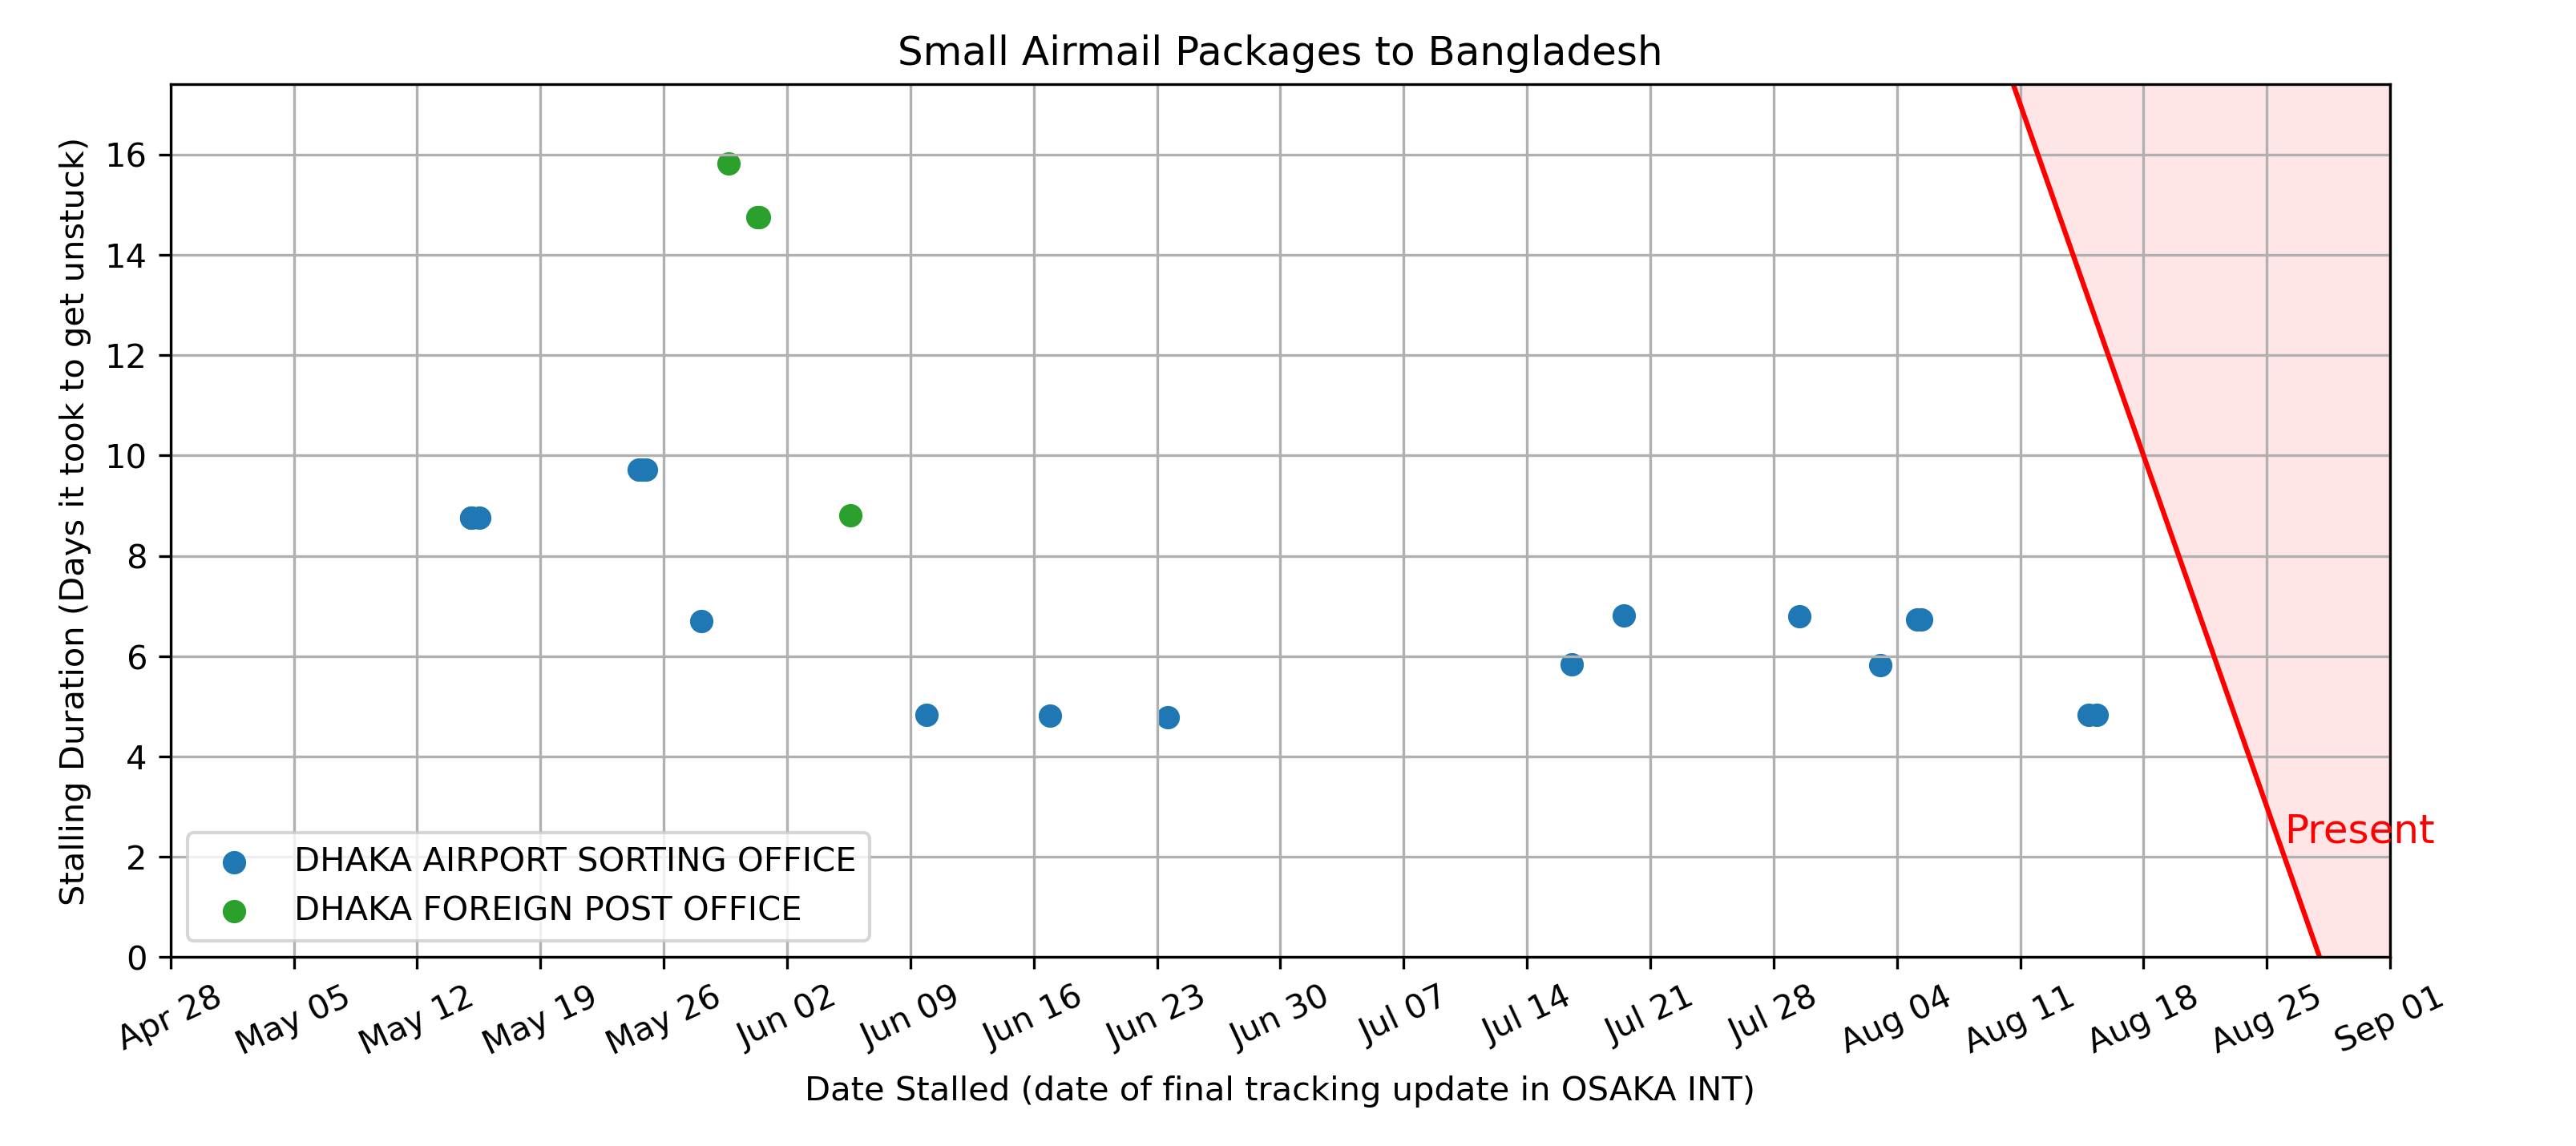 Small Airmail Packages to Bangladesh
Stalling Duration (Days it took to get unstuck)
16
14
12
10
8
6
4
2
0
Present
DHAKA AIRPORT SORTING OFFICE
DHAKA FOREIGN POST OFFICE
Apr 28
May 05
May 12
May 19
May 26
Jun 02
Jun 09
Jun 16
Jun 23
Jun 30
Jul 07
Jul 14
Jul 21
Jul 28
Aug 04
Aug 11
Aug 18
Aug 25
Sep 01
Date Stalled (date of final tracking update in OSAKA INT)